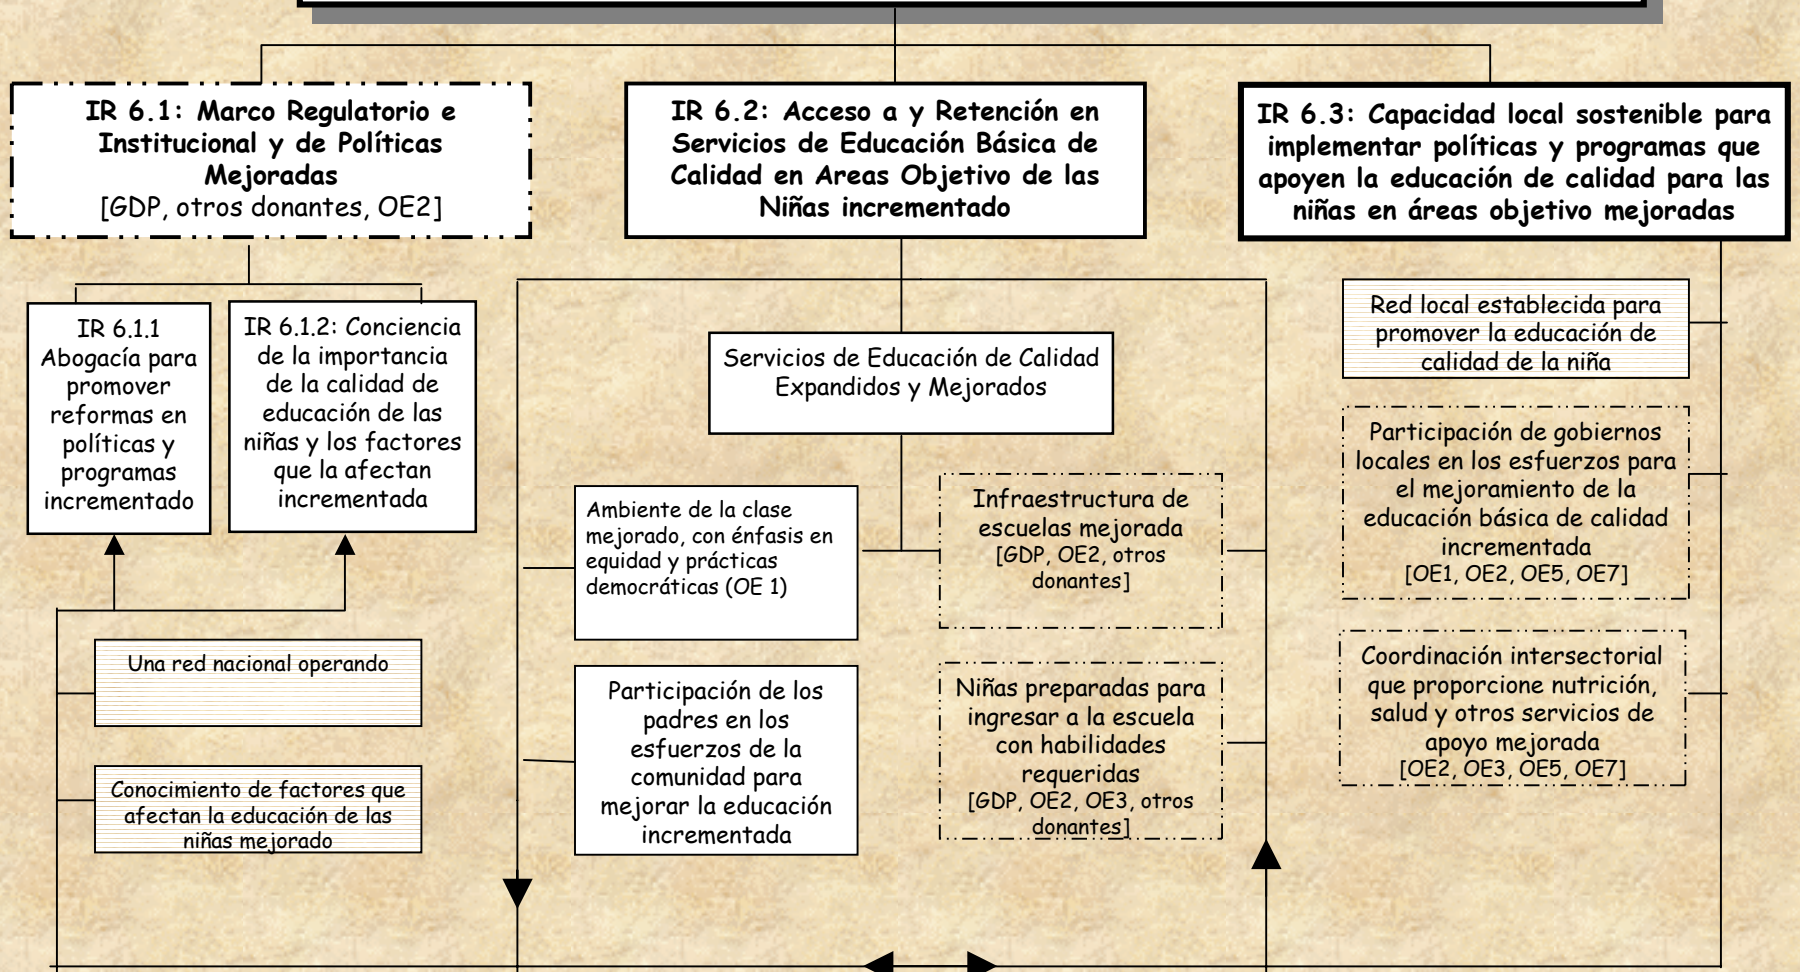 IR 6.1: Marco Regulatorio e
Institucional y de Políticas
Mejoradas
[GDP, otros donantes, OE2]
IR 6.2: Acceso a y Retención en
Servicios de Educación Básica de
Calidad en Areas Objetivo de las
Niñas incrementado
IR 6.3: Capacidad local sostenible para
implementar políticas y programas que
apoyen la educación de calidad para las
niñas en áreas objetivo mejoradas
IR 6.1.1
Abogacía para
promover
reformas en
políticas y
programas
incrementado
IR 6.1.2: Conciencia
de la importancia
de la calidad de
educación de las
niñas y los factores
que la afectan
incrementada
Una red nacional operando
Conocimiento de factores que
afectan la educación de las
niñas mejorado
Servicios de Educación de Calidad
Expandidos y Mejorados
Ambiente de la clase
mejorado, con énfasis en
equidad y prácticas
democráticas (OE 1)
Participación de los
padres en los
esfuerzos de la
comunidad para
mejorar la educación
incrementada
Infraestructura de
escuelas mejorada
[GDP, OE2, otros
donantes]
Niñas preparadas para
ingresar a la escuela
con habilidades
requeridas
[GDP, OE2, OE3, otros
donantes]
Red local establecida para
promover la educación de
calidad de la niña
Participación de gobiernos
locales en los esfuerzos para
el mejoramiento de la
educación básica de calidad
incrementada
[OE1, OE2, OE5, OE7]
Coordinación intersectorial
que proporcione nutrición,
salud y otros servicios de
apoyo mejorada
[OE2, OE3, OE5, OE7]